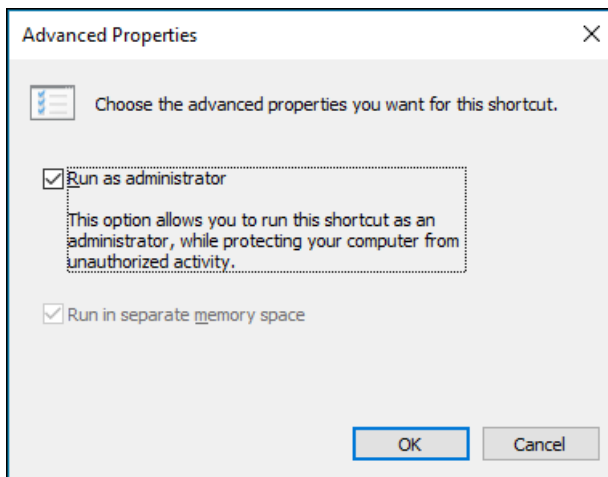 Advanced Properties
Choose the advanced properties you want for this shortcut.
Run as administrator
This option allows you to run this shortcut as an
administrator, while protecting your computer from
unauthorized activity.
Run in separate memory space
OK
Cancel